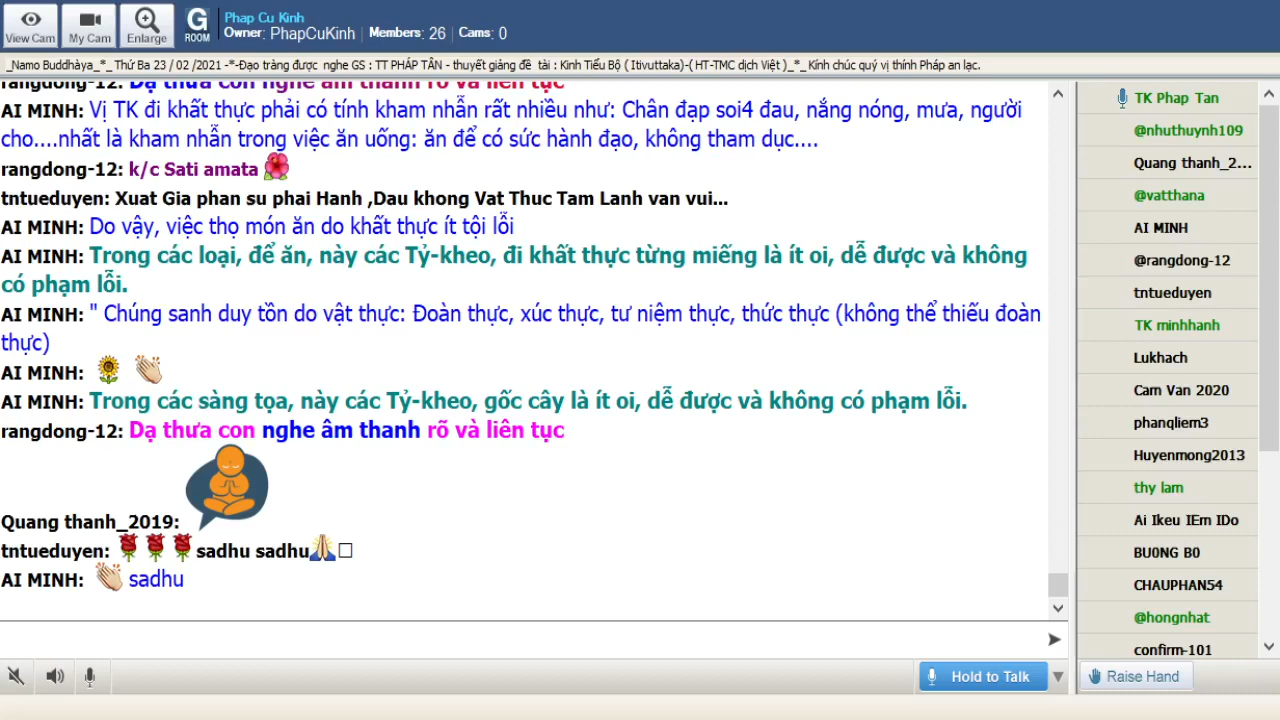 View Cam
My Cam
Enlarge
G
ROOM
Phap Cu Kinh
Owner: PhapCuKinh | Members: 26 | Cams: 0
_Namo Buddhàya_*_ Thứ Ba 23 / 02 /2021 -*-Đạo tràng được nghe GS : TT PHÁP TÂN - thuyết giảng đề tài : Kinh Tiểu Bộ ( Itivuttaka)-( HT-TMC dịch Việt )_*_ Kính chúc quý vị thính Pháp an lạc.
rangdong-12: Dạ thưa con nghe âm thanh rõ và liên tục
AI MINH: Vị TK đi khất thực phải có tính kham nhẫn rất nhiều như: Chân đạp soi4 đau, nắng nóng, mưa, người
cho....nhất là kham nhẫn trong việc ăn uống: ăn để có sức hành đạo, không tham dục....
rangdong-12: k/c Sati amata
tntueduyen: Xuat Gia phan su phai Hanh ,Dau khong Vat Thuc Tam Lanh van vui...
AI MINH: Do vậy, việc thọ món ăn do khất thực ít tội lỗi
AI MINH: Trong các loại, để ăn, này các Tỷ-kheo, đi khất thực từng miếng là ít oi, dễ được và không
có phạm lỗi.
AI MINH: " Chúng sanh duy tồn do vật thực: Đoàn thực, xúc thực, tư niệm thực, thức thực (không thể thiếu đoàn
thực)
AI MINH:
AI MINH: Trong các sàng tọa, này các Tỷ-kheo, gốc cây là ít oi, dễ được và không có phạm lỗi.
rangdong-12: Dạ thưa con nghe âm thanh rõ và liên tục
Quang thanh_2019:
tntueduyen: sadhu sadhu
AI MINH: sadhu
TK Phap Tan
@nhuthuynh109
Quang thanh_2...
@vatthana
AI MINH
@rangdong-12
tntueduyen
TK minhhanh
Lukhach
Cam Van 2020
phanqliem3
Huyenmong2013
thy lam
Ai Ikeu IEm IDo
BU0NG B0
CHAUPHAN54
@hongnhat
confirm-101
Hold to Talk
Raise Hand